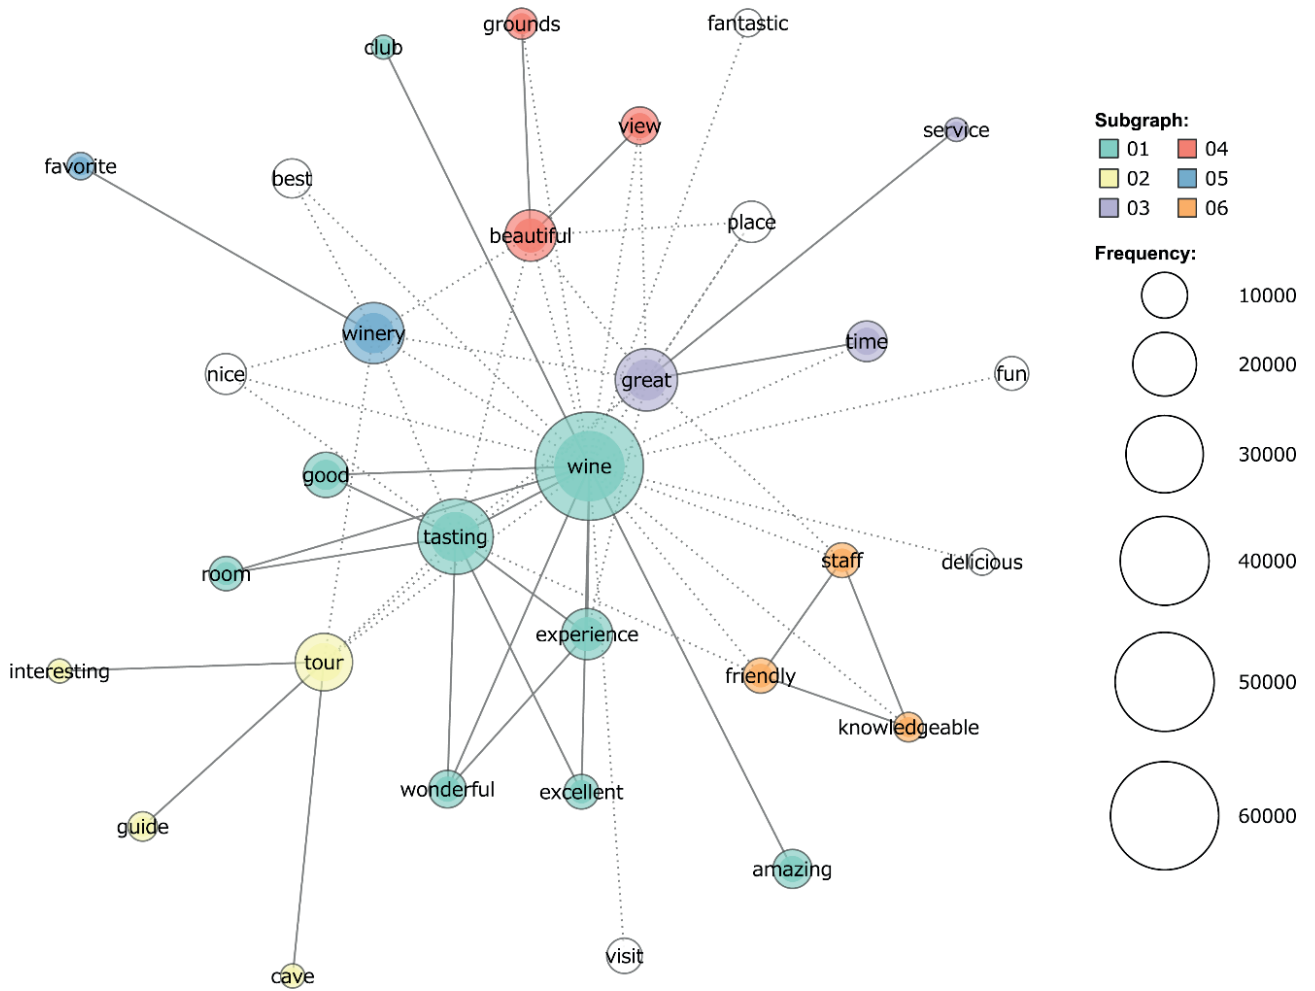 grounds
fantastic
club
view
service
favorite
best
place
beautiful
winery
time
nice
great
fun
wine
good
tasting
staff
delicious
room
experience
tour
interesting
friendly
knowledgeable
wonderful
excellent
guide
amazing
visit
cave
Subgraph:
01 04
02 05
03 06
Frequency:
10000
20000
30000
40000
50000
60000